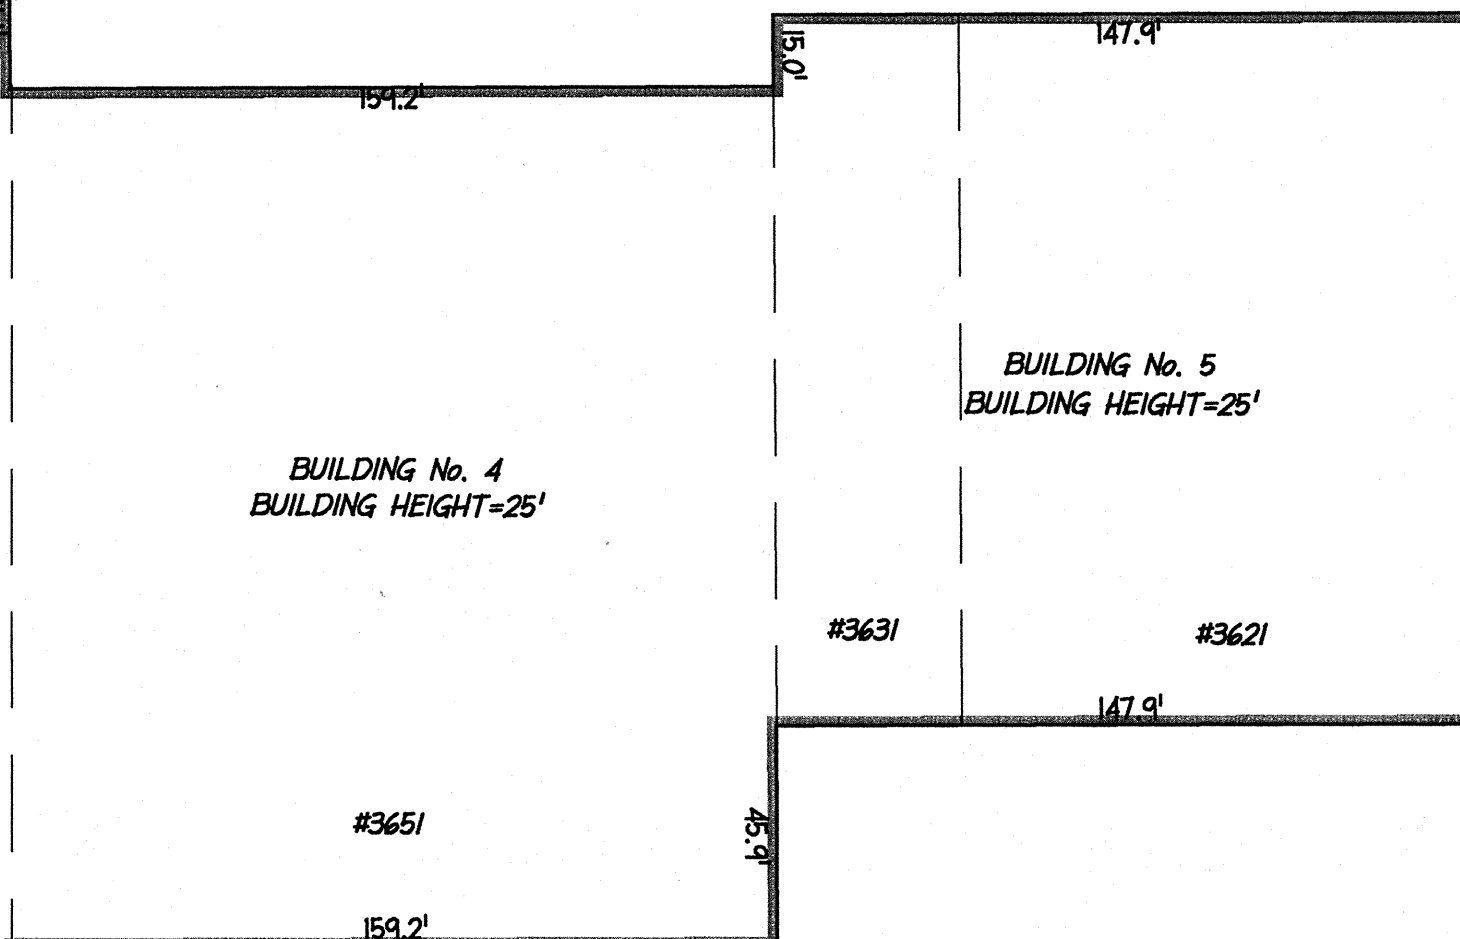 147.9'
15.0'
159.2'
BUILDING No. 5
BUILDING HEIGHT=25'
BUILDING No. 4
BUILDING HEIGHT=25'
#3631
#3621
147.9'
#3651
45.9'
159.2'